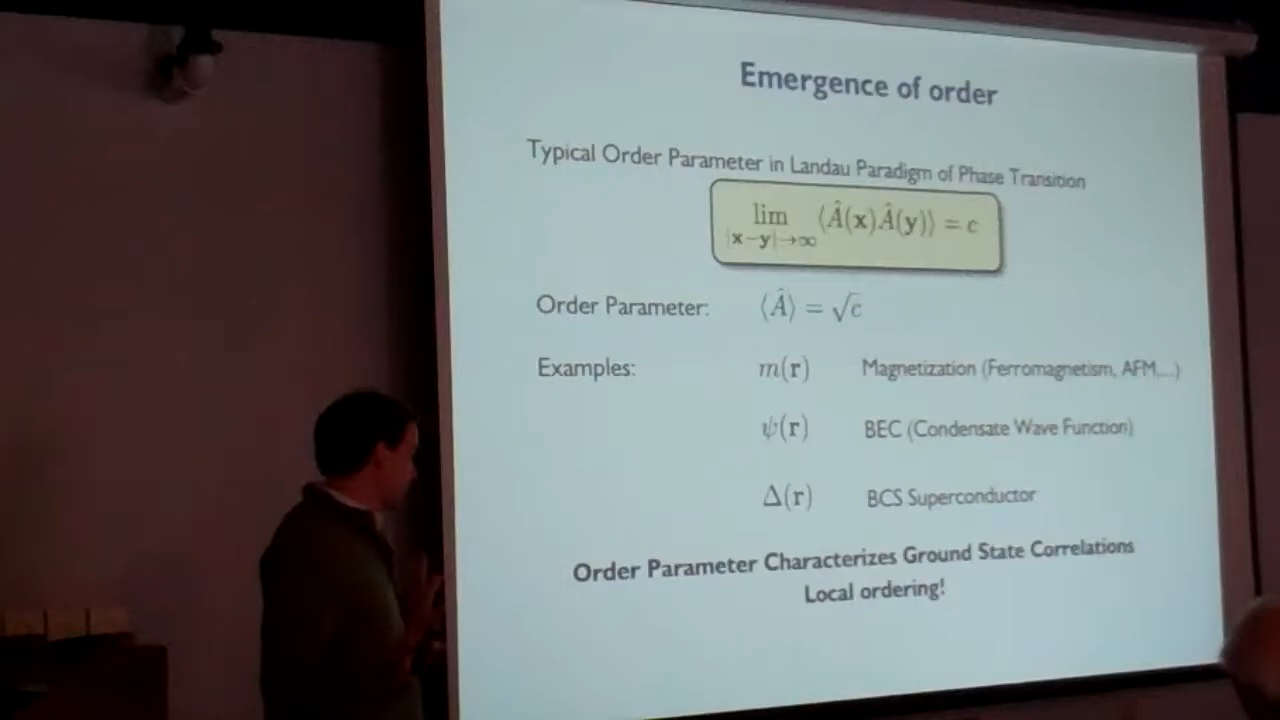 Emergence of order
Typical Order Parameter in Landau Paradigm of Phase Transition
lim ⟨Â(x)Â(y)⟩ = c
|x−y|→∞
Order Parameter: ⟨Â⟩ = √c
Examples: m(r) Magnetization (Ferromagnetism, AFM,...)
ψ(r) BEC (Condensate Wave Function)
Δ(r) BCS Superconductor
Order Parameter Characterizes Ground State Correlations
Local ordering!